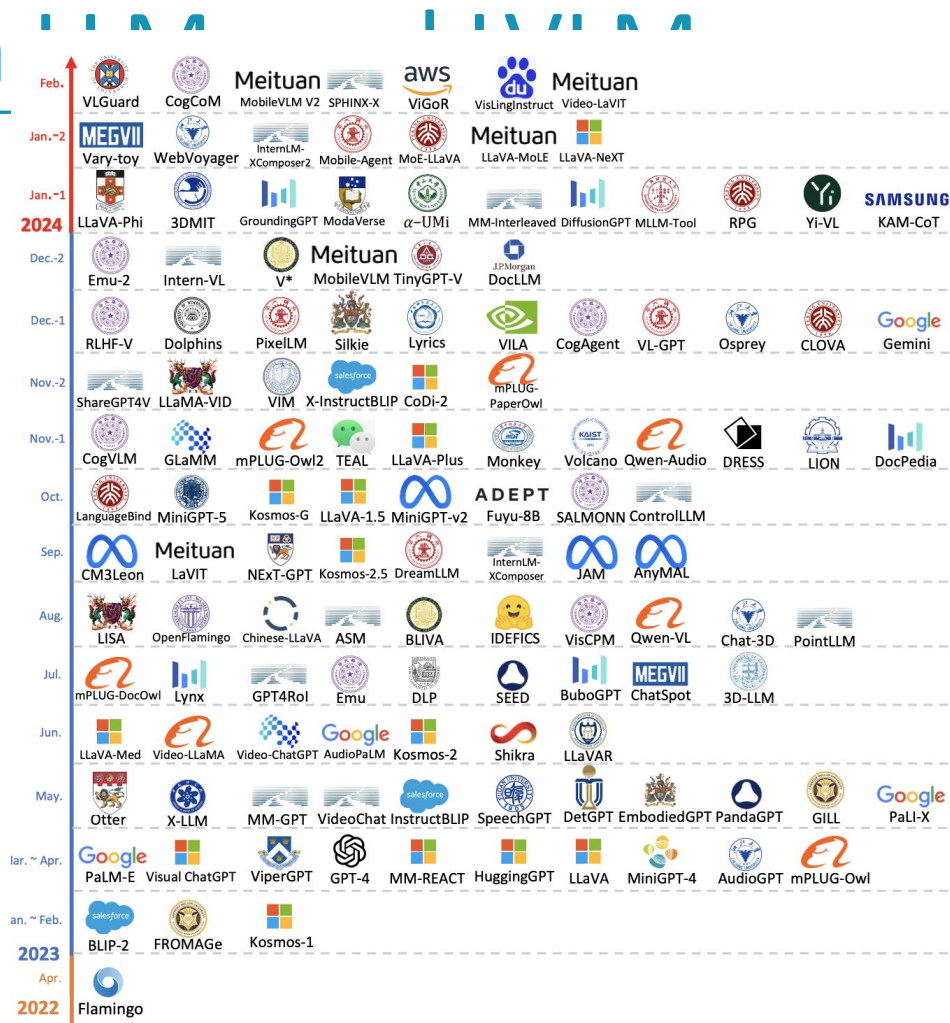 Feb.
Meituan aws du Meituan
VLGuard CogCoM MobileVLM V2 SPHINX-X ViGoR VisLingInstruct Video-LaVIT
Jan.-2
MEGVII Meituan
Vary-toy WebVoyager InternLM-XComposer2 Mobile-Agent MoE-LLaVA LLaVA-MoLE LLaVA-NeXT
Jan.-1
Yi SAMSUNG
2024 LLaVA-Phi 3DMIT GroundingGPT ModaVerse α-UMi MM-Interleaved DiffusionGPT MLLM-Tool RPG Yi-VL KAM-CoT
Dec.-2
Meituan J.P.Morgan
Emu-2 Intern-VL V* MobileVLM TinyGPT-V DocLLM
Dec.-1
Google
RLHF-V Dolphins PixelLM Silkie Lyrics VILA CogAgent VL-GPT Osprey CLOVA Gemini
Nov.-2
salesforce
ShareGPT4V LLaMA-VID VIM X-InstructBLIP CoDi-2 mPLUG-PaperOwl
Nov.-1
KAIST
CogVLM GLaMM mPLUG-Owl2 TEAL LLaVA-Plus Monkey Volcano Qwen-Audio DRESS LION DocPedia
Oct.
ADEPT
LanguageBind MiniGPT-5 Kosmos-G LLaVA-1.5 MiniGPT-v2 Fuyu-8B SALMONN ControlLLM
Sep.
Meituan
CM3Leon LaVIT NExT-GPT Kosmos-2.5 DreamLLM InternLM-XComposer JAM AnyMAL
Aug.
LISA OpenFlamingo Chinese-LLaVA ASM BLIVA IDEFICS VisCPM Qwen-VL Chat-3D PointLLM
Jul.
MEGVII
mPLUG-DocOwl Lynx GPT4RoI Emu DLP SEED BuboGPT ChatSpot 3D-LLM
Jun.
Google
LLaVA-Med Video-LLaMA Video-ChatGPT AudioPaLM Kosmos-2 Shikra LLaVAR
May.
salesforce Google
Otter X-LLM MM-GPT VideoChat InstructBLIP SpeechGPT DetGPT EmbodiedGPT PandaGPT GILL PaLI-X
ar. ~ Apr.
Google
PaLM-E Visual ChatGPT ViperGPT GPT-4 MM-REACT HuggingGPT LLaVA MiniGPT-4 AudioGPT mPLUG-Owl
an. ~ Feb.
salesforce
BLIP-2 FROMAGe Kosmos-1
2023
Apr.
2022 Flamingo